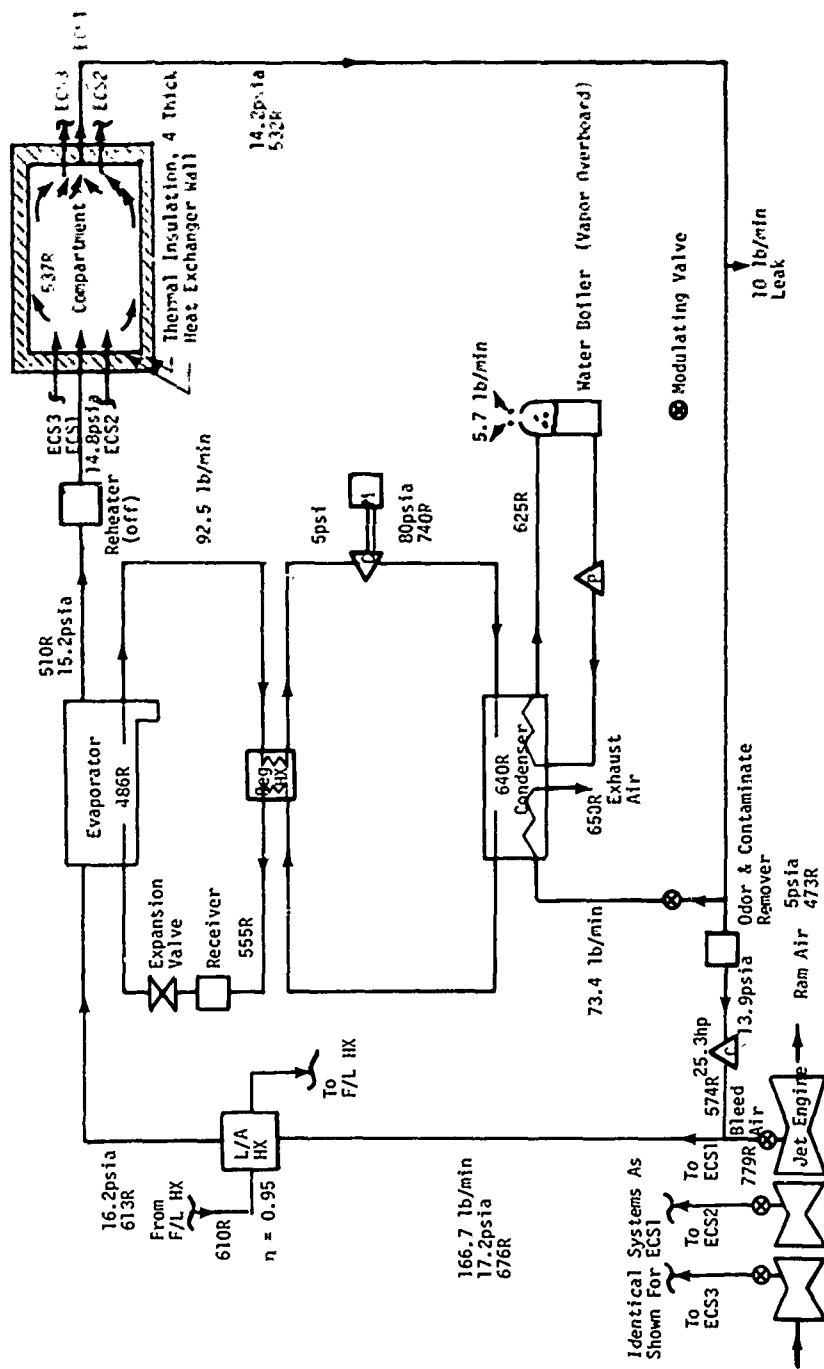 ECS3
ECS1
ECS2
537R
Compartment
Thermal Insulation, 4 Thick
Heat Exchanger Wall
ECS3
ECS1
14.8psia
ECS2
Reheater
(off)
14.2psia
532R
510R
15.2psia
92.5 lb/min
Evaporator
486R
Expansion
Valve
Receiver
555R
Reg
HX
5psi
C
80psia
740R
640R
Condenser
650R
Exhaust
Air
625R
P
5.7 lb/min
Water Boiler (Vapor Overboard)
Modulating Valve
10 lb/min
Leak
73.4 lb/min
Odor & Contaminate
Remover
13.9psia
25.3hp
C
574R
5psia
473R
Ram Air
Bleed
Air
779R
Jet Engine
16.2psia
613R
From
F/L HX
610R
η = 0.95
L/A
HX
To
F/L HX
166.7 lb/min
17.2psia
676R
Identical Systems As
Shown For ECS1
To
ECS3
To
ECS2
To
ECS1